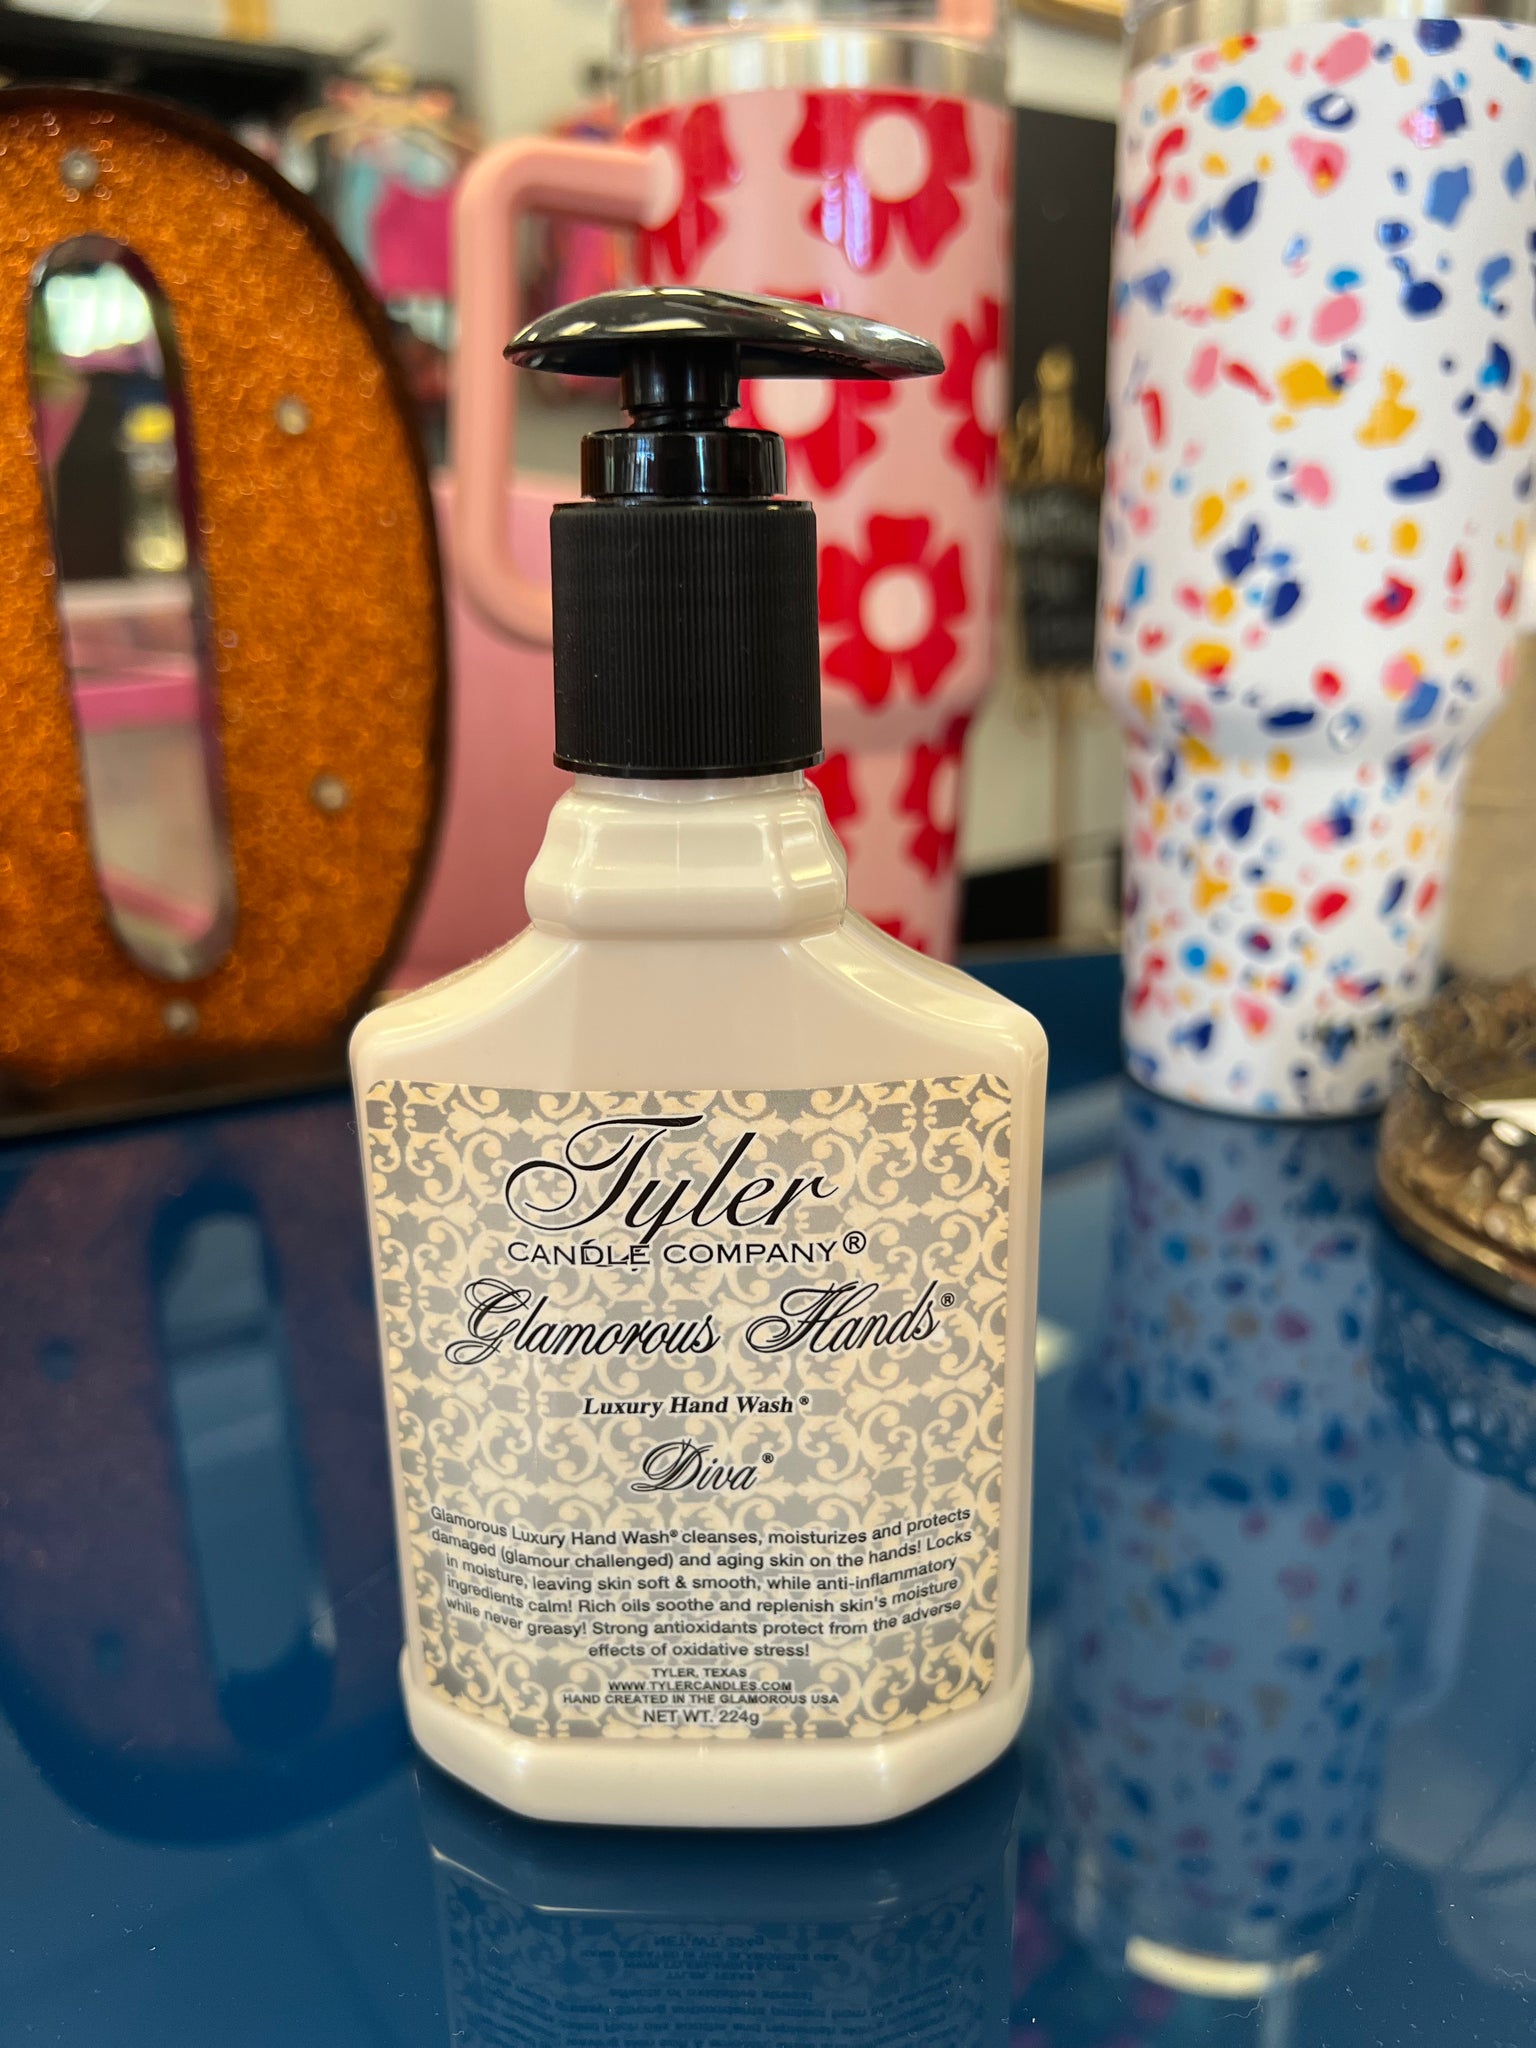 Tyler
CANDLE COMPANY®
Glamorous Hands®
Luxury Hand Wash®
Diva®
Glamorous Luxury Hand Wash® cleanses, moisturizes and protects
damaged (glamour challenged) and aging skin on the hands! Locks
in moisture, leaving skin soft & smooth, while anti-inflammatory
ingredients calm! Rich oils soothe and replenish skin's moisture
while never greasy! Strong antioxidants protect from the adverse
effects of oxidative stress!
TYLER, TEXAS
WWW.TYLERCANDLES.COM
HAND CREATED IN THE GLAMOROUS USA
NET WT. 224g